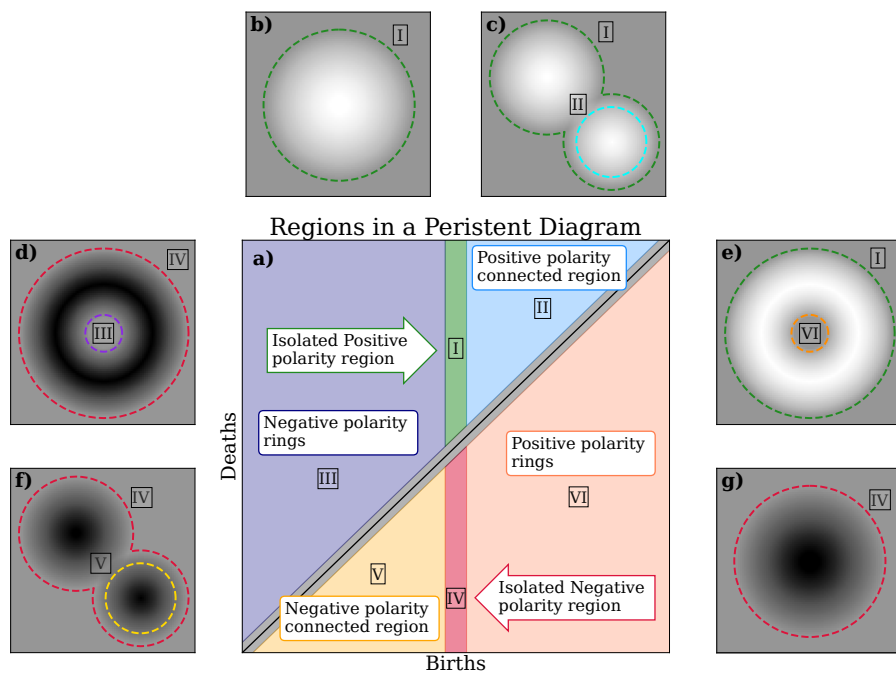 b)
I
c)
I
II
Regions in a Peristent Diagram
d)
IV
III
a)
Positive polarity
connected region
II
Isolated Positive
polarity region
I
e)
I
VI
Deaths
Negative polarity
rings
III
Positive polarity
rings
VI
f)
IV
V
V
Negative polarity
connected region
IV
Isolated Negative
polarity region
g)
IV
Births